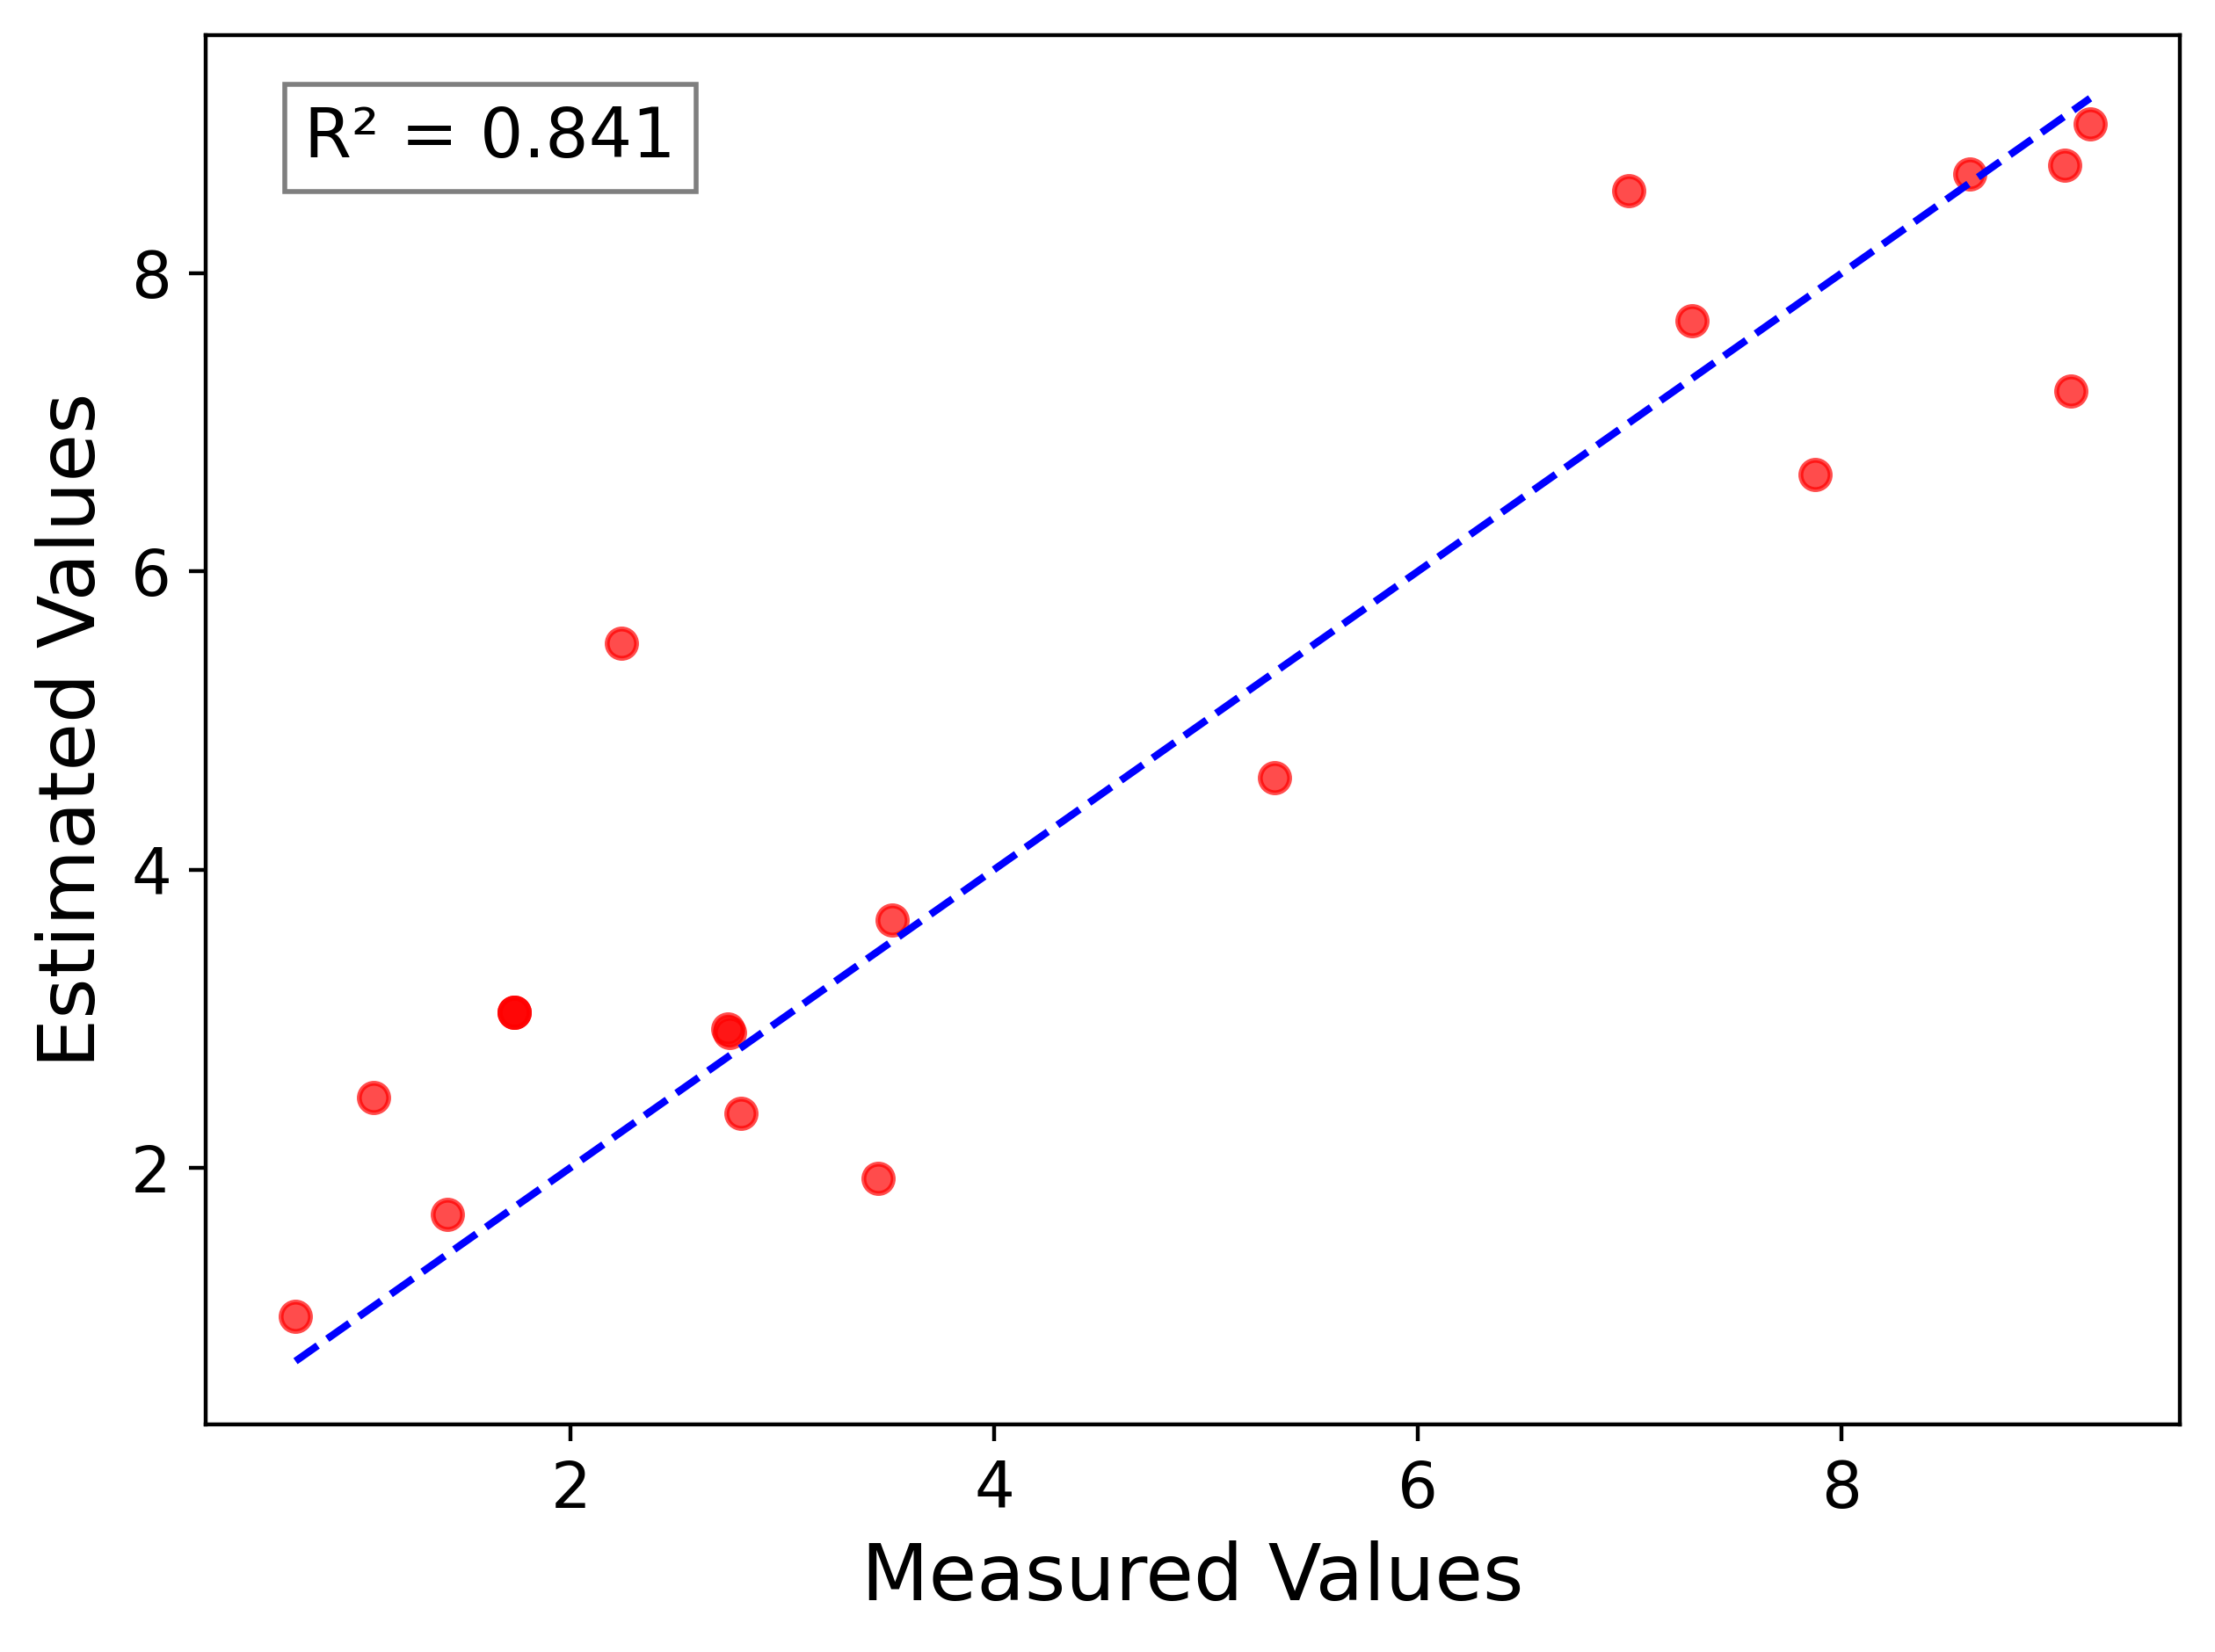 R² = 0.841
Estimated Values
8
6
4
2
2 4 6 8
Measured Values